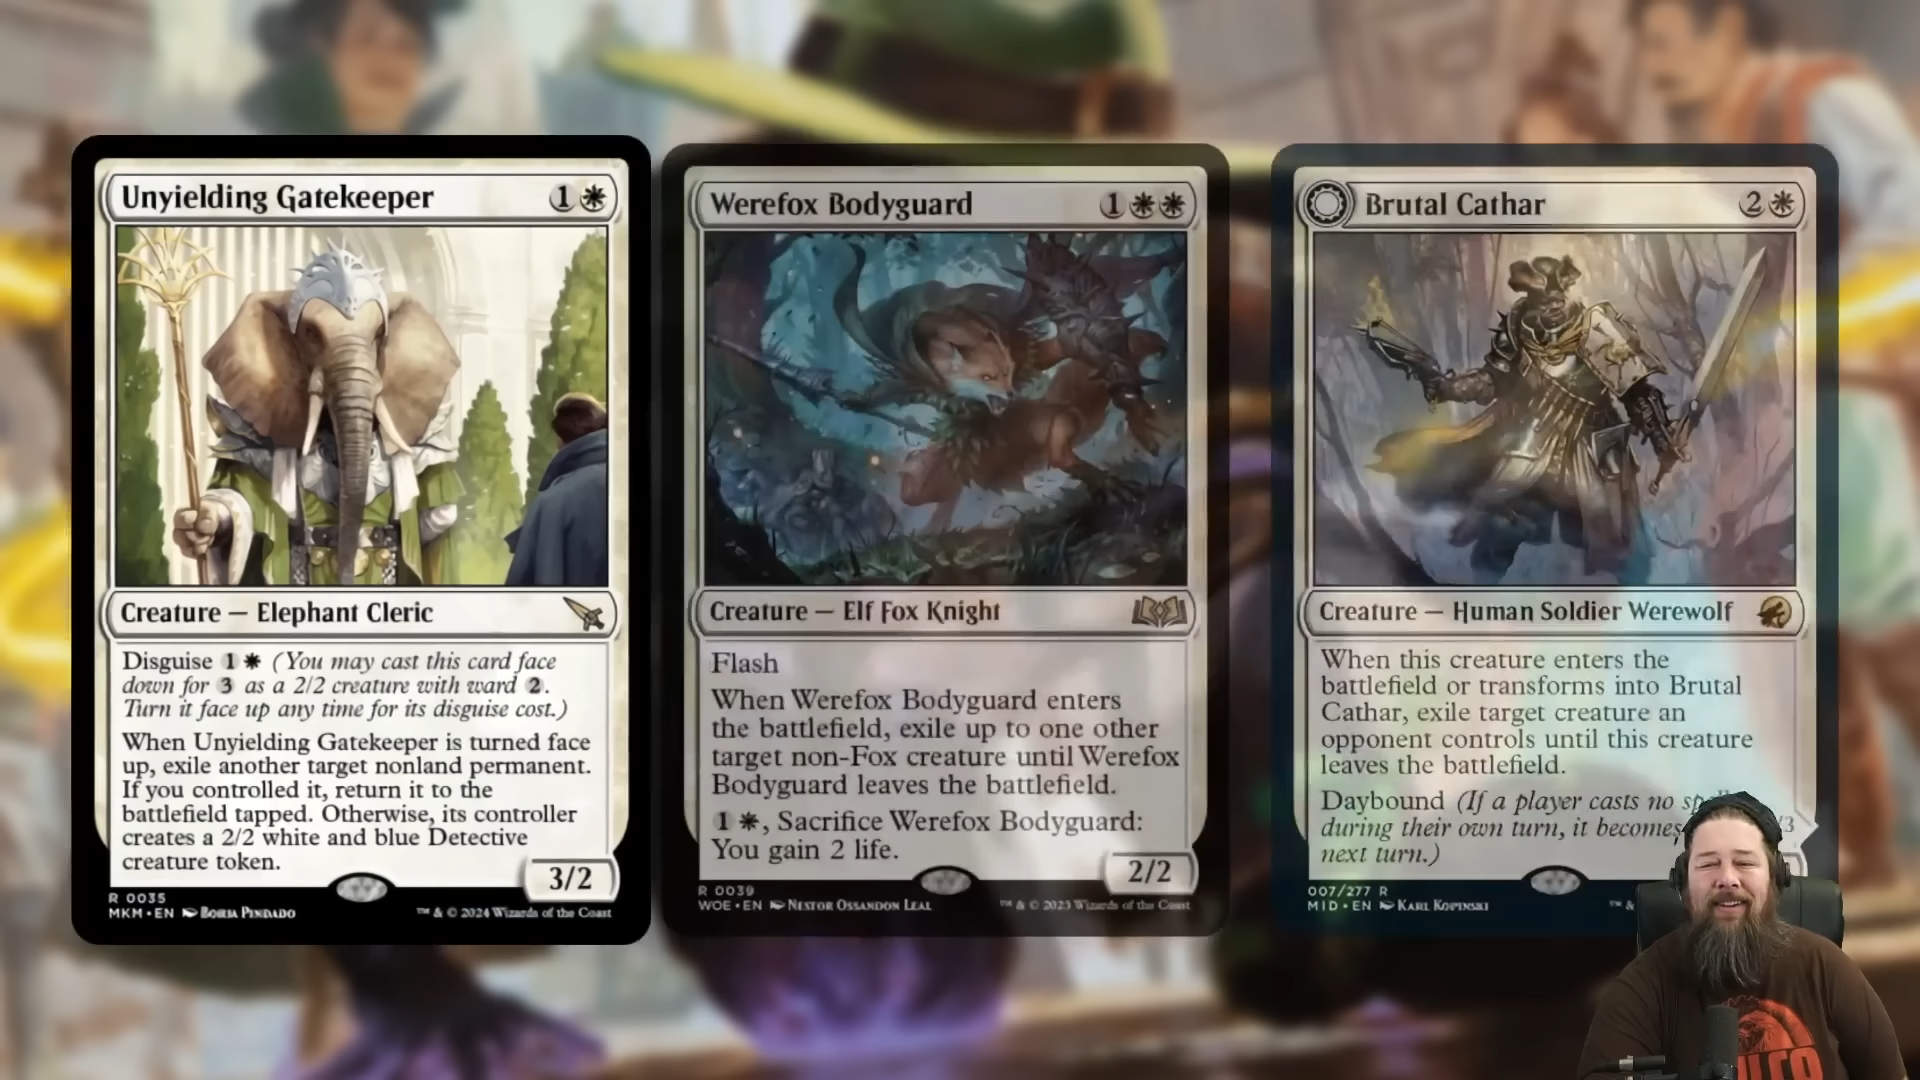 Unyielding Gatekeeper 1
Creature — Elephant Cleric
Disguise 1 (You may cast this card face
down for 3 as a 2/2 creature with ward 2.
Turn it face up any time for its disguise cost.)
When Unyielding Gatekeeper is turned face
up, exile another target nonland permanent.
If you controlled it, return it to the
battlefield tapped. Otherwise, its controller
creates a 2/2 white and blue Detective
creature token.
3/2
R 0035
MKM • EN Borja Pindado
™ & © 2024 Wizards of the Coast
Werefox Bodyguard 1
Creature — Elf Fox Knight
Flash
When Werefox Bodyguard enters
the battlefield, exile up to one other
target non-Fox creature until Werefox
Bodyguard leaves the battlefield.
1, Sacrifice Werefox Bodyguard:
You gain 2 life.
2/2
R 0039
WOE • EN Nestor Ossandon Leal
™ & © 2023 Wizards of the Coast
Brutal Cathar 2
Creature — Human Soldier Werewolf
When this creature enters the
battlefield or transforms into Brutal
Cathar, exile target creature an
opponent controls until this creature
leaves the battlefield.
Daybound (If a player casts no
during their own turn, it becomes
next turn.)
/3
007/277 R
MID • EN Karl Kopinski
™ &